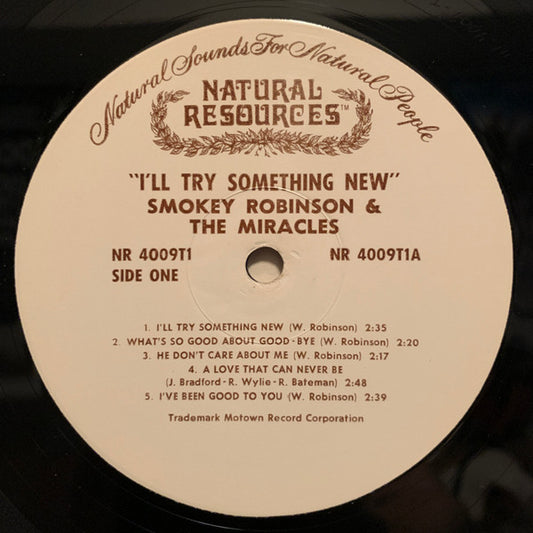 Natural Sounds For Natural People
NATURAL
RESOURCES™
"I'LL TRY SOMETHING NEW"
SMOKEY ROBINSON &
THE MIRACLES
NR 4009T1 NR 4009T1A
SIDE ONE
1. I'LL TRY SOMETHING NEW (W. Robinson) 2:35
2. WHAT'S SO GOOD ABOUT GOOD-BYE (W. Robinson) 2:20
3. HE DON'T CARE ABOUT ME (W. Robinson) 2:17
4. A LOVE THAT CAN NEVER BE
(J. Bradford-R. Wylie-R. Bateman) 2:48
5. I'VE BEEN GOOD TO YOU (W. Robinson) 2:39
Trademark Motown Record Corporation